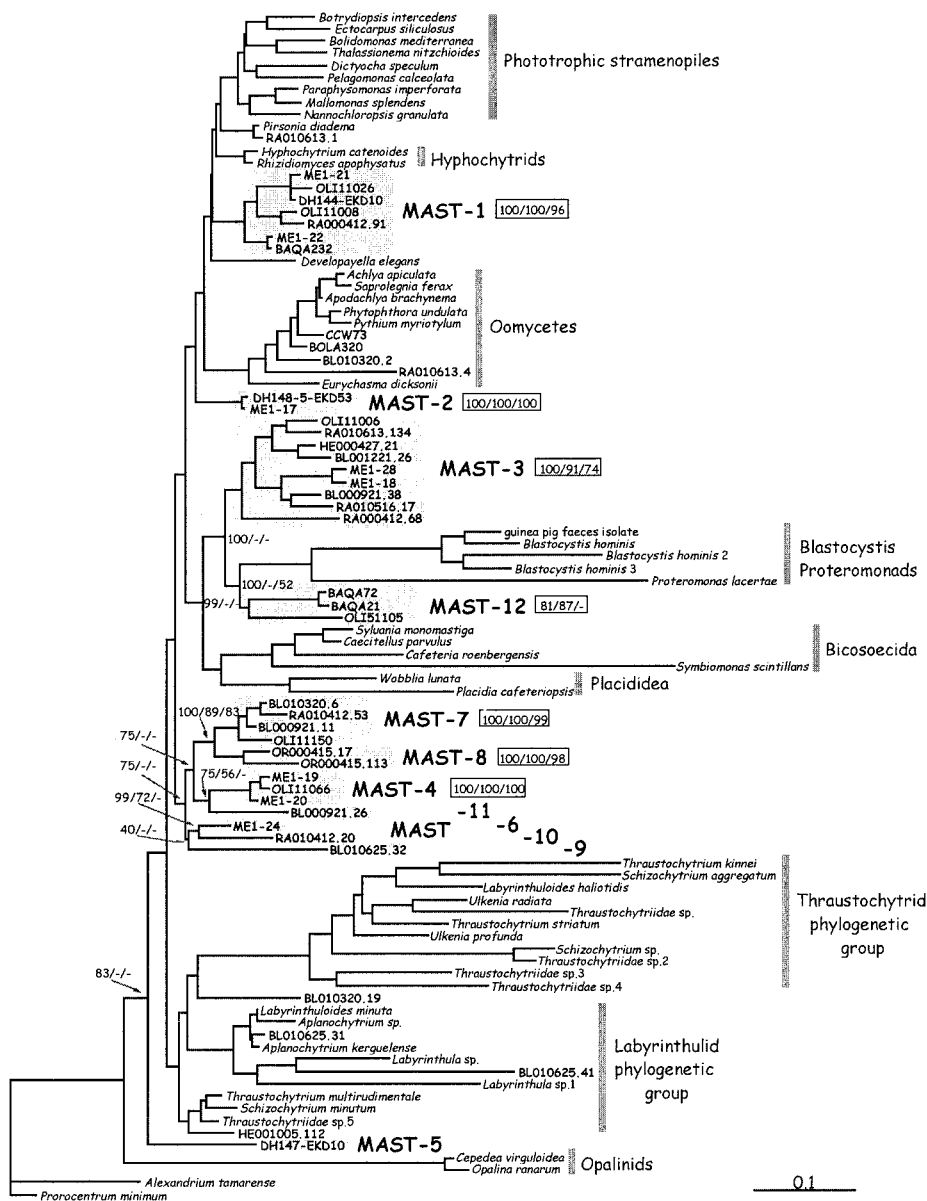 Botrydiopsis intercedens
Ectocarpus siliculosus
Bolidomonas mediterranea
Thalassionema nitzchioides
Dictyocha speculum
Pelagomonas calceolata
Paraphysomonas imperforata
Mallomonas splendens
Nannochloropsis granulata
Phototrophic stramenopiles
Pirsonia diadema
RA010613.1
Hyphochytrium catenoides
Rhizidiomyces apophysatus
Hyphochytrids
ME1-21
OLI11026
DH144-EKD10
OLI11008
RA000412.91
MAST-1 100/100/96
ME1-22
BAQA232
Developayella elegans
Achlya apiculata
Saprolegnia ferax
Apodachlya brachynema
Phytophthora undulata
Pythium myriotylum
Oomycetes
CCW73
BOLA320
BL010320.2
RA010613.4
Eurychasma dicksonii
DH148-5-EKD53
ME1-17
MAST-2 100/100/100
OLI11006
RA010613.134
HE000427.21
BL001221.26
ME1-28
ME1-18
MAST-3 100/91/74
BL000921.38
RA010516.17
RA000412.68
100/-/-
guinea pig faeces isolate
Blastocystis hominis
Blastocystis hominis 2
Blastocystis hominis 3
Proteromonas lacertae
Blastocystis
Proteromonads
100/-/52
99/-/-
BAQA72
BAQA21
OLI51105
MAST-12 81/87/-
Syluania monomastiga
Caecitellus parvulus
Cafeteria roenbergensis
Symbiomonas scintillans
Bicosoecida
Wobblia lunata
Placidia cafeteriopsis
Placididea
100/89/83
BL010320.6
RA010412.53
BL000921.11
OLI11150
MAST-7 100/100/99
75/-/-
OR000415.17
OR000415.113
MAST-8 100/100/98
75/-/-
75/56/-
ME1-19
OLI11066
ME1-20
BL000921.26
MAST-4 100/100/100
99/72/-
40/-/-
ME1-24
RA010412.20
BL010625.32
MAST -11 -6 -10 -9
Thraustochytrium kinnei
Schizochytrium aggregatum
Labyrinthuloides haliotidis
Ulkenia radiata
Thraustochytriidae sp.
Thraustochytrium striatum
Ulkenia profunda
Schizochytrium sp.
Thraustochytriidae sp.2
Thraustochytriidae sp.3
Thraustochytriidae sp.4
Thraustochytrid
phylogenetic
group
83/-/-
BL010320.19
Labyrinthuloides minuta
Aplanochytrium sp.
BL010625.31
Aplanochytrium kerguelense
Labyrinthula sp.
BL010625.41
Labyrinthula sp.1
Labyrinthulid
phylogenetic
group
Thraustochytrium multirudimentale
Schizochytrium minutum
Thraustochytriidae sp.5
HE001005.112
DH147-EKD10
MAST-5
Cepedea virguloidea
Opalina ranarum
Opalinids
Alexandrium tamarense
Prorocentrum minimum
0.1